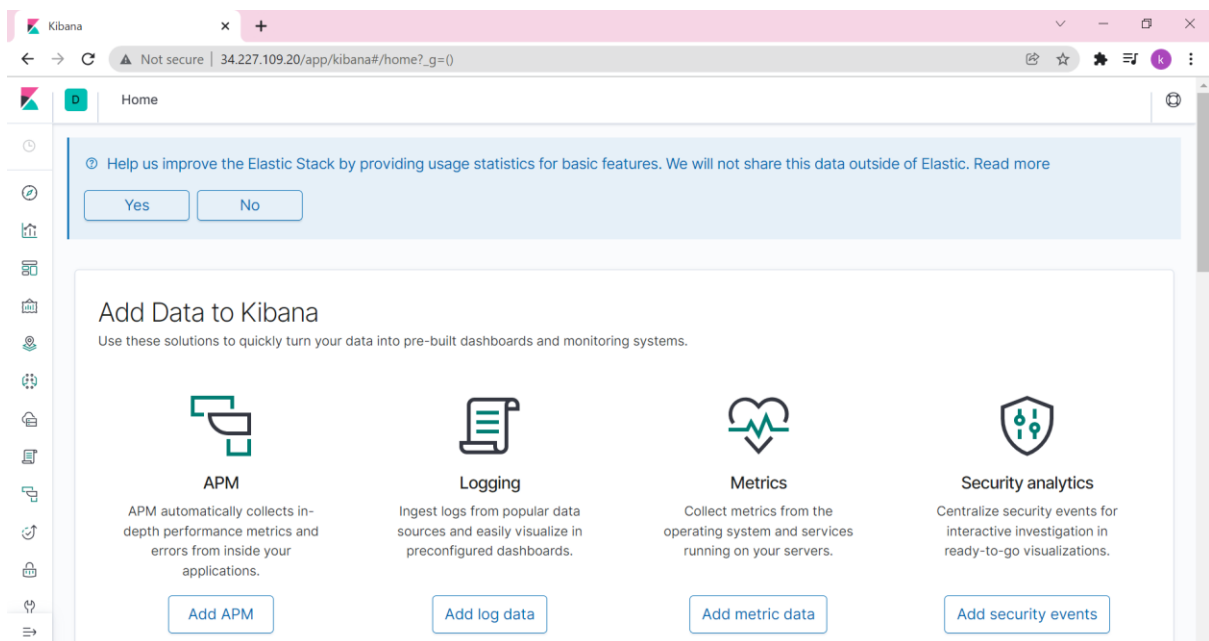 Kibana
Not secure | 34.227.109.20/app/kibana#/home?_g=()
k
D
Home
Help us improve the Elastic Stack by providing usage statistics for basic features. We will not share this data outside of Elastic. Read more
Yes
No
Add Data to Kibana
Use these solutions to quickly turn your data into pre-built dashboards and monitoring systems.
APM
APM automatically collects in-
depth performance metrics and
errors from inside your
applications.
Add APM
Logging
Ingest logs from popular data
sources and easily visualize in
preconfigured dashboards.
Add log data
Metrics
Collect metrics from the
operating system and services
running on your servers.
Add metric data
Security analytics
Centralize security events for
interactive investigation in
ready-to-go visualizations.
Add security events